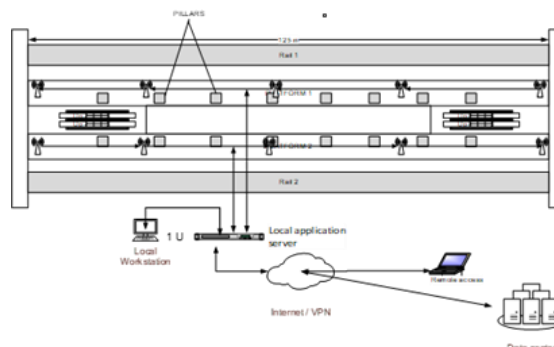 PILLARS
Rail 1
PLATFORM 1
PLATFORM 2
Rail 2
Local application
server
1 U
Local
Workstation
Remote access
Internet / VPN